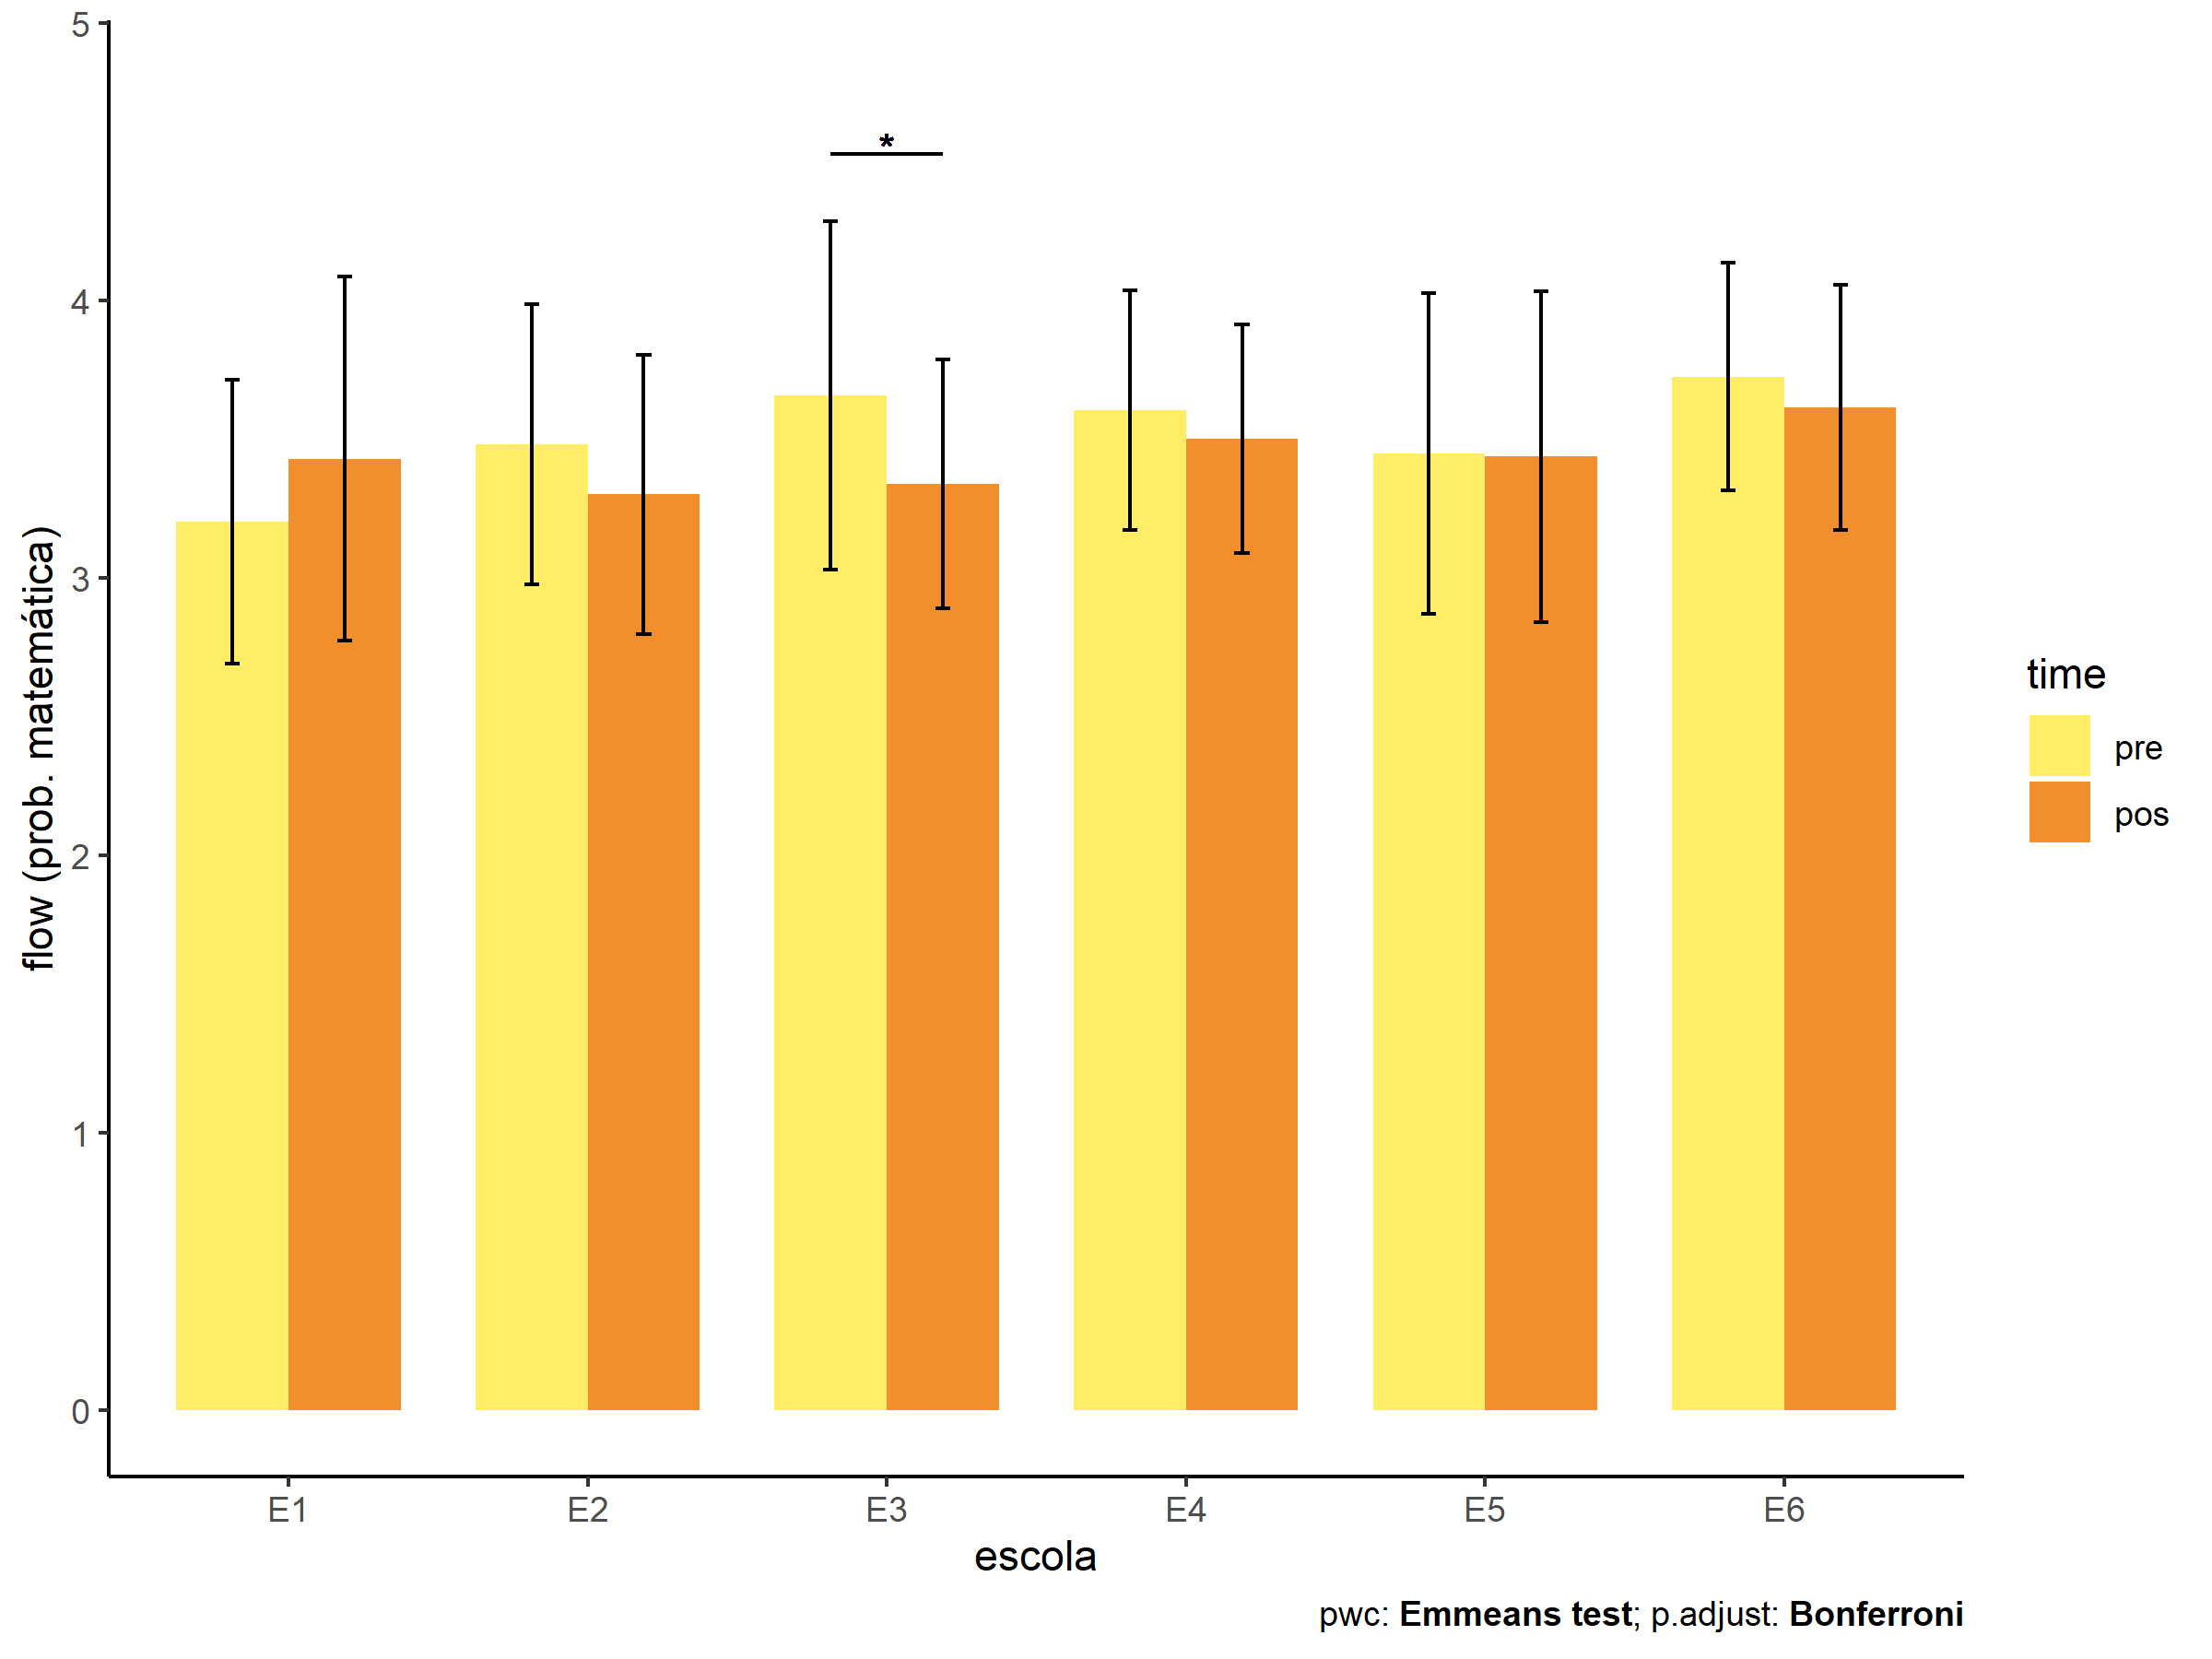 5
4
3
2
1
0
flow (prob. matemática)
*
E1 E2 E3 E4 E5 E6
escola
time
pre
pos
pwc: Emmeans test; p.adjust: Bonferroni